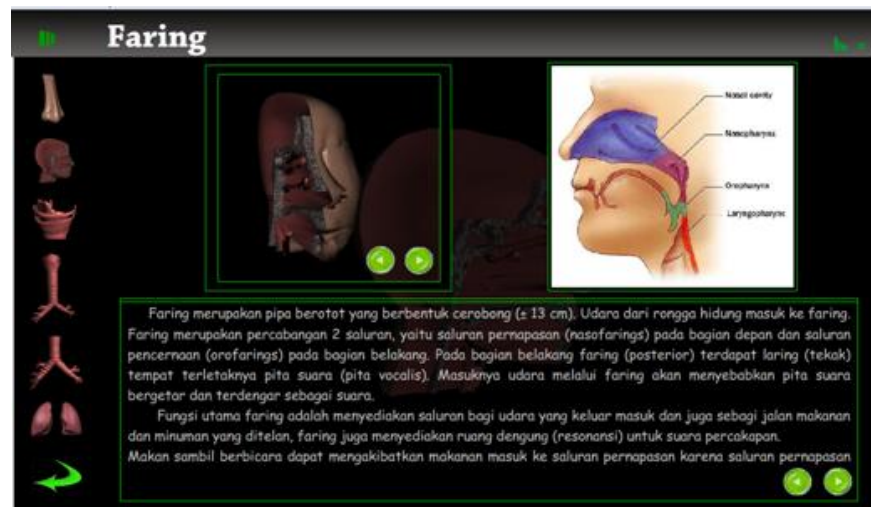 Faring
Nasal cavity
Nasopharynx
Oropharynx
Laryngopharynx
Faring merupakan pipa berotot yang berbentuk cerobong (± 13 cm). Udara dari rongga hidung masuk ke faring.
Faring merupakan percabangan 2 saluran, yaitu saluran pernapasan (nasofarings) pada bagian depan dan saluran
pencernaan (orofarings) pada bagian belakang. Pada bagian belakang faring (posterior) terdapat laring (tekak)
tempat terletaknya pita suara (pita vocalis). Masuknya udara melalui faring akan menyebabkan pita suara
bergetar dan terdengar sebagai suara.
Fungsi utama faring adalah menyediakan saluran bagi udara yang keluar masuk dan juga sebagi jalan makanan
dan minuman yang ditelan, faring juga menyediakan ruang dengung (resonansi) untuk suara percakapan.
Makan sambil berbicara dapat mengakibatkan makanan masuk ke saluran pernapasan karena saluran pernapasan